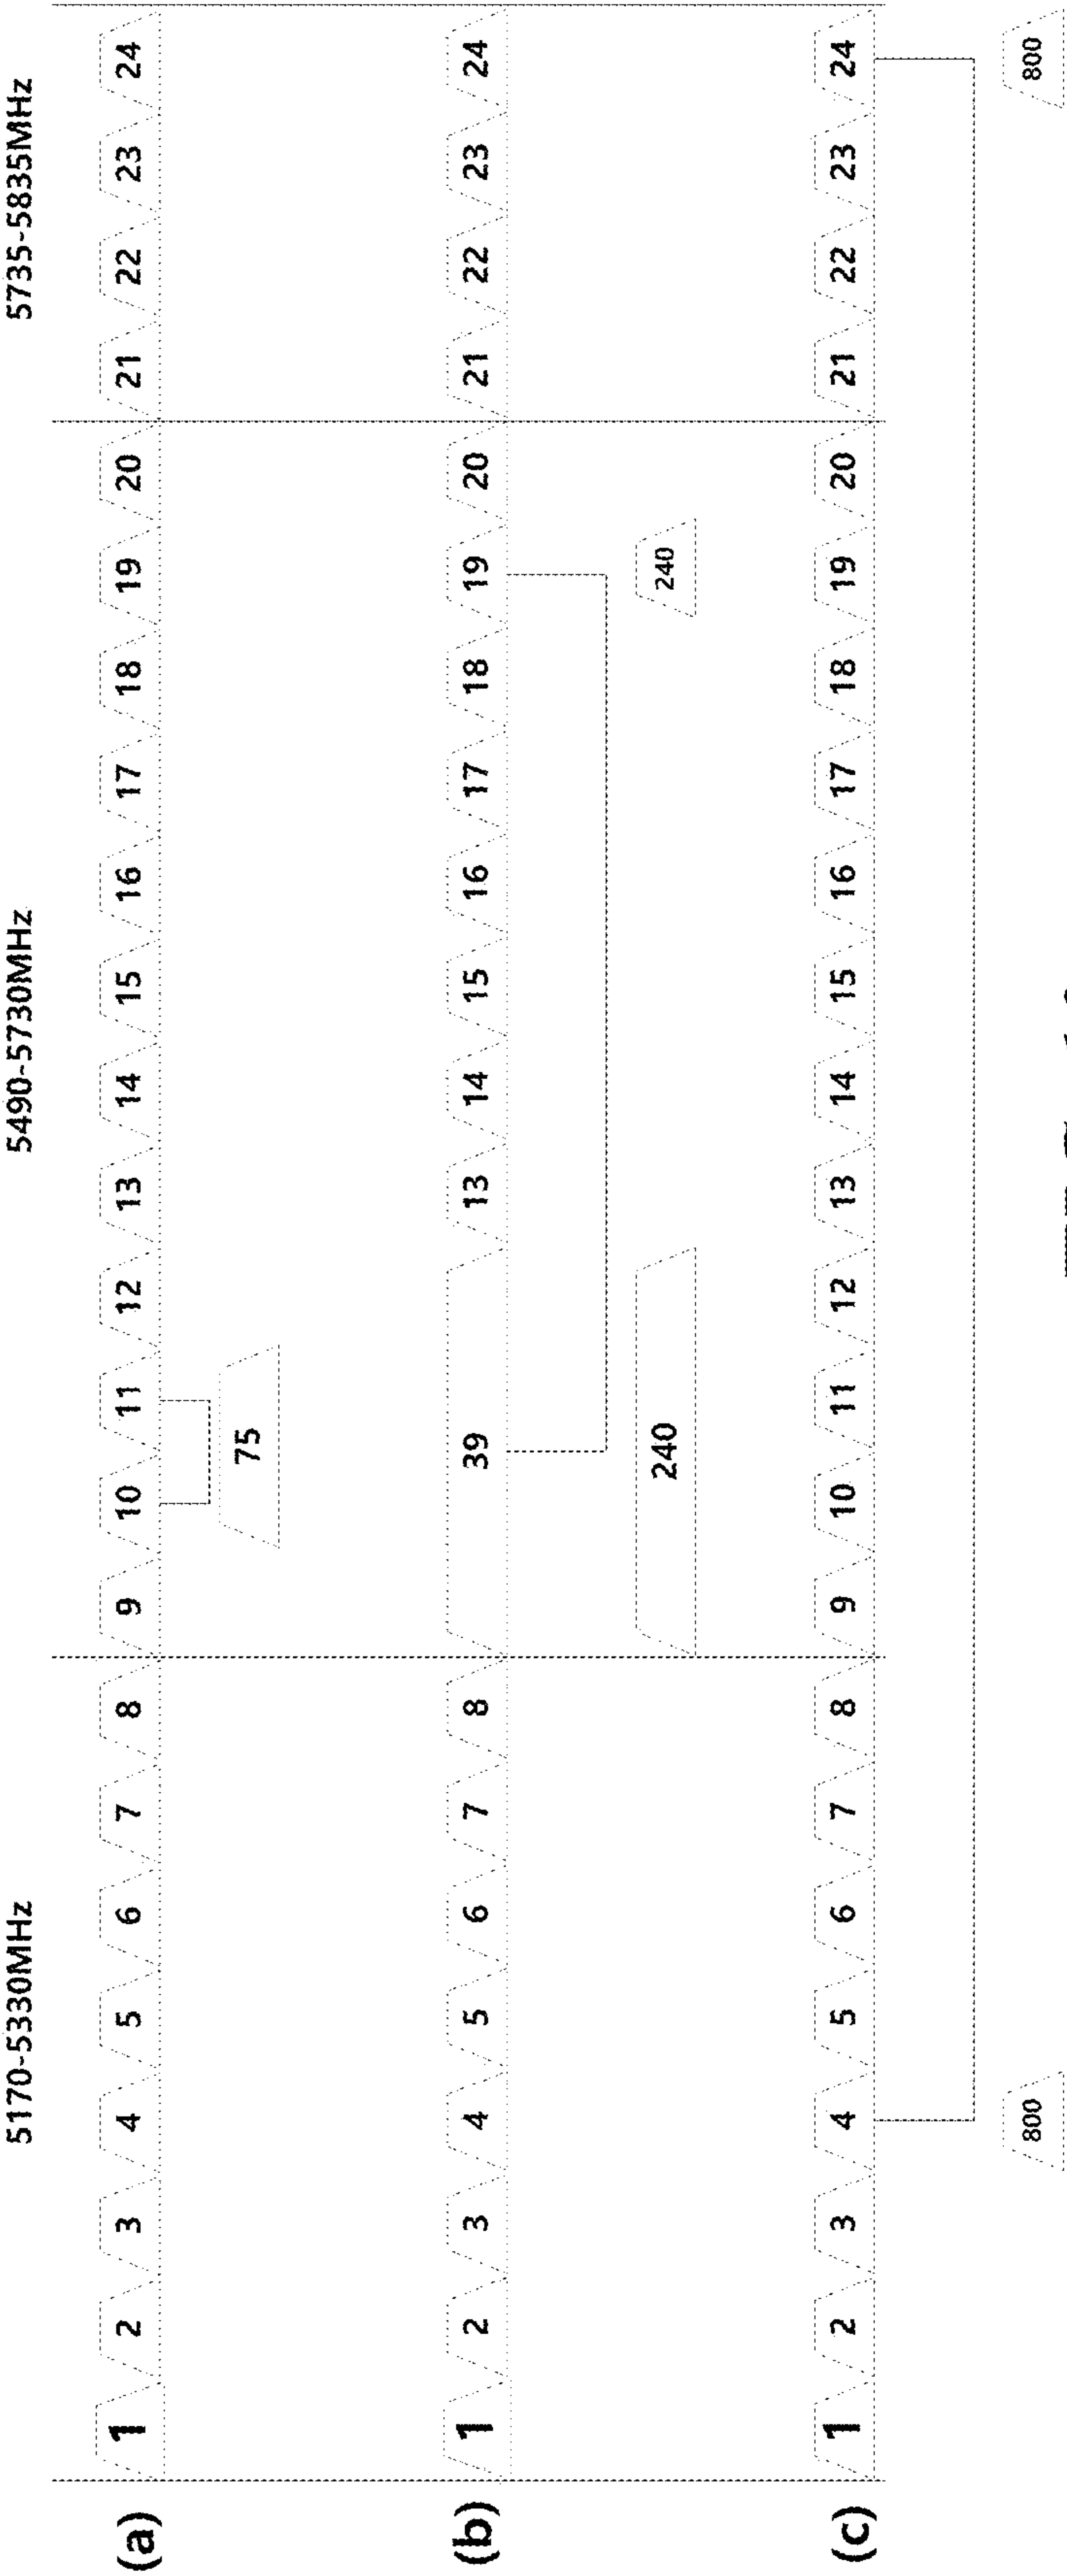 5170-5330MHz 5490-5730MHz 5735-5835MHz
(a) 1 2 3 4 5 6 7 8 9 10 11 12 13 14 15 16 17 18 19 20 21 22 23 24
75
(b) 1 2 3 4 5 6 7 8 39 13 14 15 16 17 18 19 20 21 22 23 24
240 240
(c) 1 2 3 4 5 6 7 8 9 10 11 12 13 14 15 16 17 18 19 20 21 22 23 24
800 800